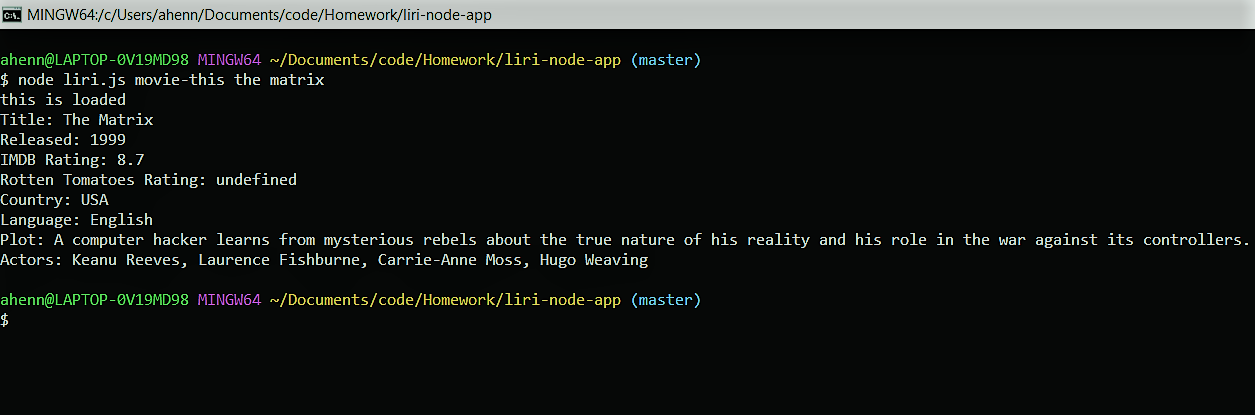 MINGW64:/c/Users/ahenn/Documents/code/Homework/liri-node-app
ahenn@LAPTOP-0V19MD98 MINGW64 ~/Documents/code/Homework/liri-node-app (master)
$ node liri.js movie-this the matrix
this is loaded
Title: The Matrix
Released: 1999
IMDB Rating: 8.7
Rotten Tomatoes Rating: undefined
Country: USA
Language: English
Plot: A computer hacker learns from mysterious rebels about the true nature of his reality and his role in the war against its controllers.
Actors: Keanu Reeves, Laurence Fishburne, Carrie-Anne Moss, Hugo Weaving
ahenn@LAPTOP-0V19MD98 MINGW64 ~/Documents/code/Homework/liri-node-app (master)
$